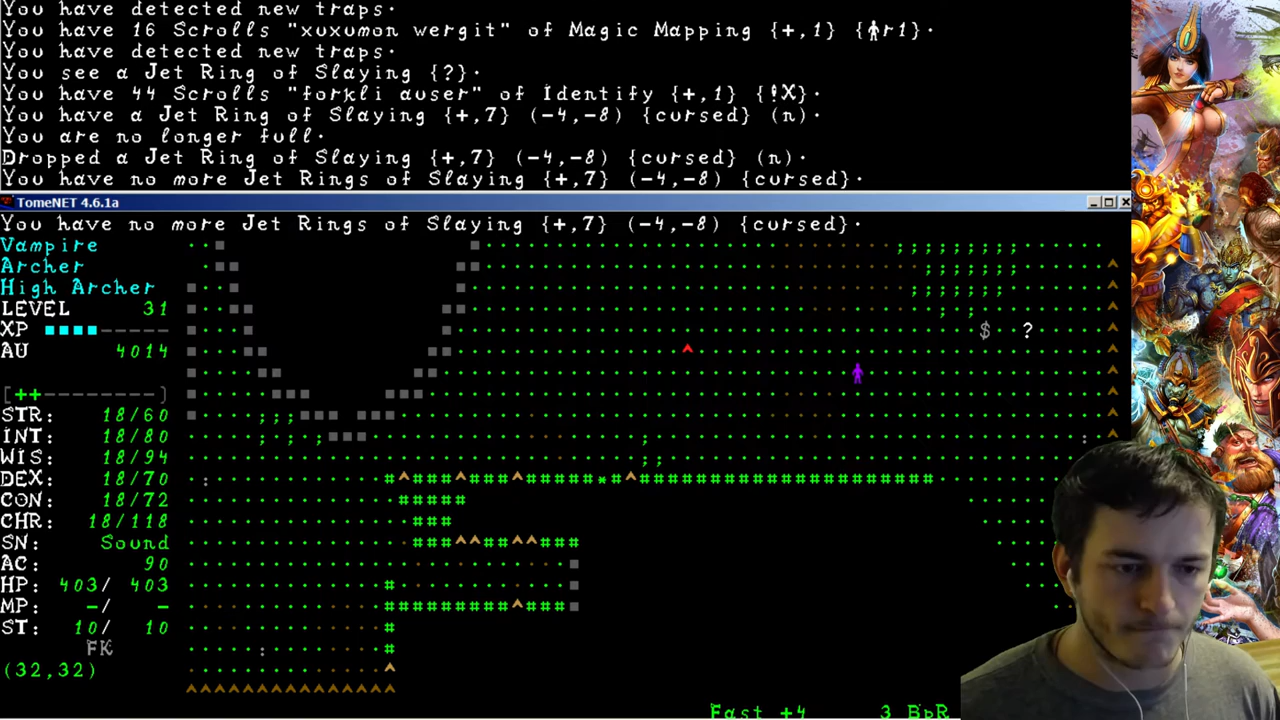 You have detected new traps.
You have 16 Scrolls "xuxumon wergit" of Magic Mapping {+,1} {r1}.
You have detected new traps.
You see a Jet Ring of Slaying {?}.
You have 44 Scrolls "forkli auser" of Identify {+,1} {!X}.
You have a Jet Ring of Slaying {+,7} (-4,-8) {cursed} (n).
You are no longer full.
Dropped a Jet Ring of Slaying {+,7} (-4,-8) {cursed} (n).
You have no more Jet Rings of Slaying {+,7} (-4,-8) {cursed}.
TomeNET 4.6.1a
You have no more Jet Rings of Slaying {+,7} (-4,-8) {cursed}.
Vampire
Archer
High Archer
LEVEL 31
XP
AU 4014
[++---------]
STR: 18/60
INT: 18/80
WIS: 18/94
DEX: 18/70
CON: 18/72
CHR: 18/118
SN: Sound
AC: 90
HP: 403/ 403
MP: -/ -
ST: 10/ 10
FK
(32,32)
Fast +4 3 BpR